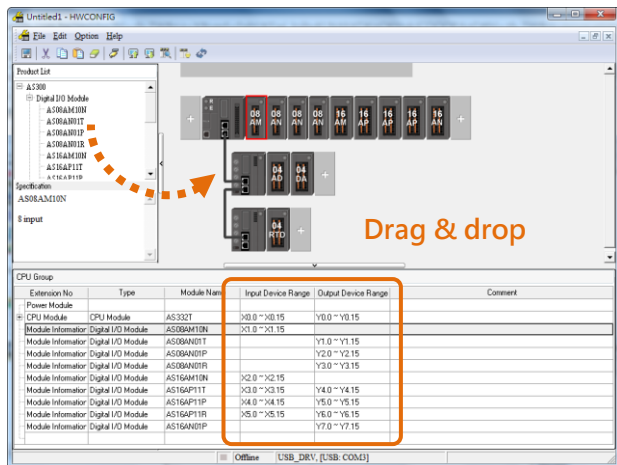 Untitled1 - HWCONFIG
File Edit Option Help
Product List
AS300
Digital I/O Module
AS08AM10N
AS08AN01T
AS08AN01P
AS08AN01R
AS16AM10N
AS16AP11T
AS16AP11P
Specification
AS08AM10N
8 input
08 AM 08 AN 08 AN 08 AN 16 AM 16 AP 16 AP 16 AP 16 AN
04 AD 04 DA
04 RTD
Drag & drop
CPU Group
Extension No Type Module Name Input Device Range Output Device Range Comment
Power Module
CPU Module CPU Module AS332T X0.0 ~ X0.15 Y0.0 ~ Y0.15
Module Information Digital I/O Module AS08AM10N X1.0 ~ X1.15
Module Information Digital I/O Module AS08AN01T Y1.0 ~ Y1.15
Module Information Digital I/O Module AS08AN01P Y2.0 ~ Y2.15
Module Information Digital I/O Module AS08AN01R Y3.0 ~ Y3.15
Module Information Digital I/O Module AS16AM10N X2.0 ~ X2.15
Module Information Digital I/O Module AS16AP11T X3.0 ~ X3.15 Y4.0 ~ Y4.15
Module Information Digital I/O Module AS16AP11P X4.0 ~ X4.15 Y5.0 ~ Y5.15
Module Information Digital I/O Module AS16AP11R X5.0 ~ X5.15 Y6.0 ~ Y6.15
Module Information Digital I/O Module AS16AN01P Y7.0 ~ Y7.15
Offline USB_DRV, [USB: COM3]